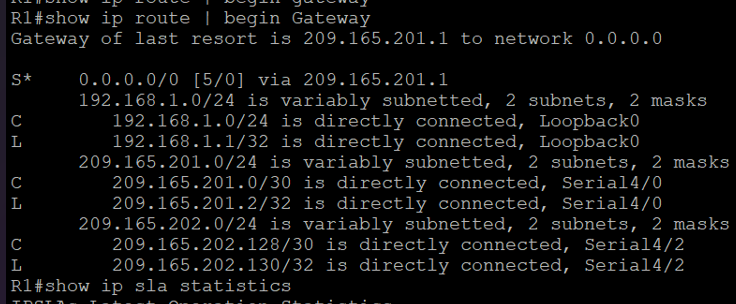 R1#show ip route | begin gateway
R1#show ip route | begin Gateway
Gateway of last resort is 209.165.201.1 to network 0.0.0.0
S* 0.0.0.0/0 [5/0] via 209.165.201.1
192.168.1.0/24 is variably subnetted, 2 subnets, 2 masks
C 192.168.1.0/24 is directly connected, Loopback0
L 192.168.1.1/32 is directly connected, Loopback0
209.165.201.0/24 is variably subnetted, 2 subnets, 2 masks
C 209.165.201.0/30 is directly connected, Serial4/0
L 209.165.201.2/32 is directly connected, Serial4/0
209.165.202.0/24 is variably subnetted, 2 subnets, 2 masks
C 209.165.202.128/30 is directly connected, Serial4/2
L 209.165.202.130/32 is directly connected, Serial4/2
R1#show ip sla statistics
IPSLAs Latest Operation Statistics